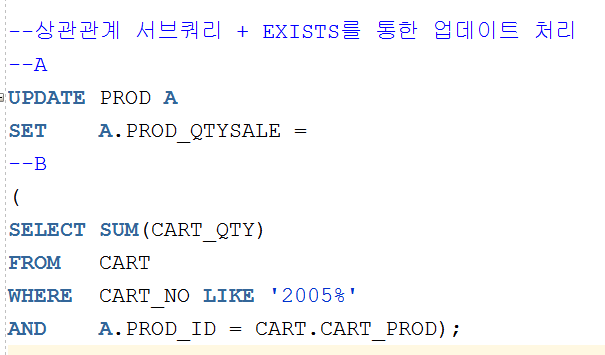 --상관관계 서브쿼리 + EXISTS를 통한 업데이트 처리
--A
UPDATE PROD A
SET    A.PROD_QTYSALE =
--B
(
SELECT SUM(CART_QTY)
FROM   CART
WHERE  CART_NO LIKE '2005%'
AND    A.PROD_ID = CART.CART_PROD);